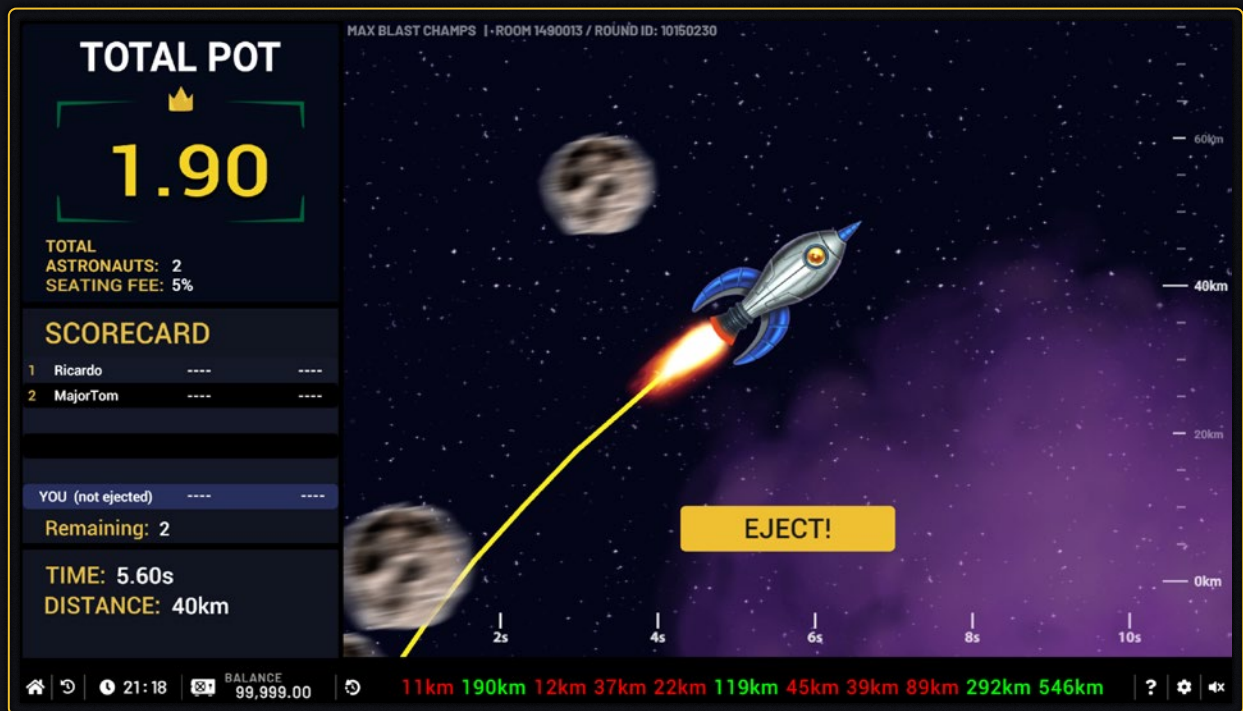 MAX BLAST CHAMPS | • ROOM 1490013 / ROUND ID: 10150230
TOTAL POT
1.90
TOTAL
ASTRONAUTS: 2
SEATING FEE: 5%
SCORECARD
1 Ricardo ---- ----
2 MajorTom ---- ----
YOU (not ejected) ---- ----
Remaining: 2
TIME: 5.60s
DISTANCE: 40km
60km
40km
20km
0km
EJECT!
2s 4s 6s 8s 10s
21:18
BALANCE
99,999.00
11km 190km 12km 37km 22km 119km 45km 39km 89km 292km 546km
?